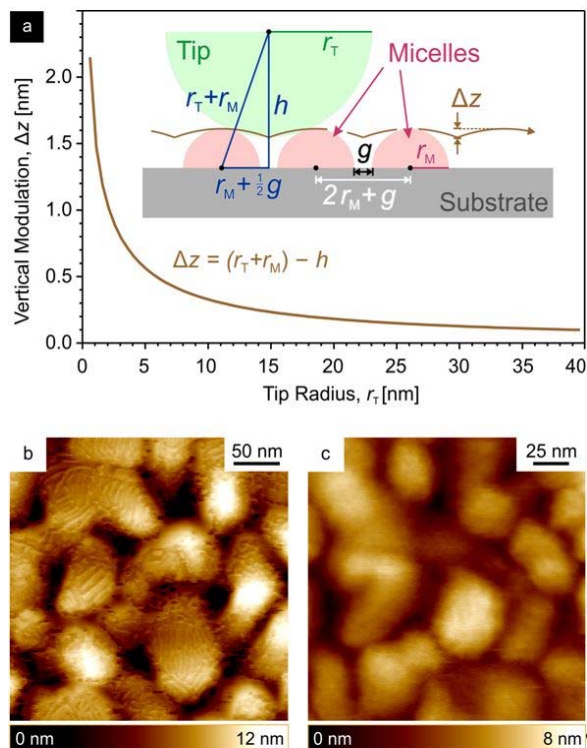 a
Vertical Modulation, Δz [nm]
2.0
1.5
1.0
0.5
0.0
0
5
10
15
20
25
30
35
40
Tip Radius, r_T [nm]
Tip
r_T
r_T+r_M
h
Micelles
Δz
g
r_M
r_M + ½ g
2r_M + g
Substrate
Δz = (r_T+r_M) − h
b
50 nm
c
25 nm
0 nm
12 nm
0 nm
8 nm